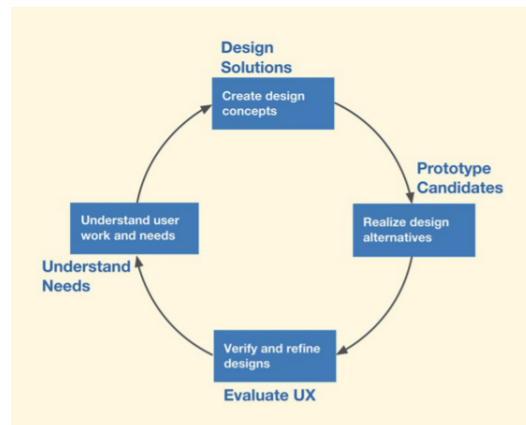 Design
Solutions
Create design
concepts
Prototype
Candidates
Realize design
alternatives
Understand user
work and needs
Understand
Needs
Verify and refine
designs
Evaluate UX